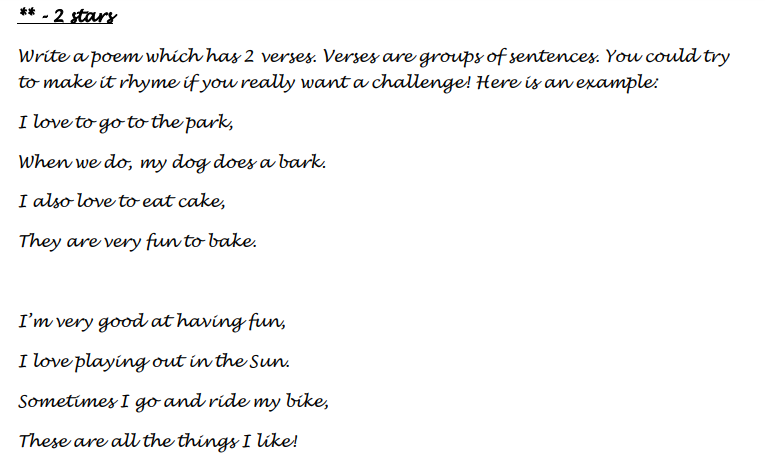 ** - 2 stars
Write a poem which has 2 verses. Verses are groups of sentences. You could try
to make it rhyme if you really want a challenge! Here is an example:
I love to go to the park,
When we do, my dog does a bark.
I also love to eat cake,
They are very fun to bake.
I'm very good at having fun,
I love playing out in the Sun.
Sometimes I go and ride my bike,
These are all the things I like!